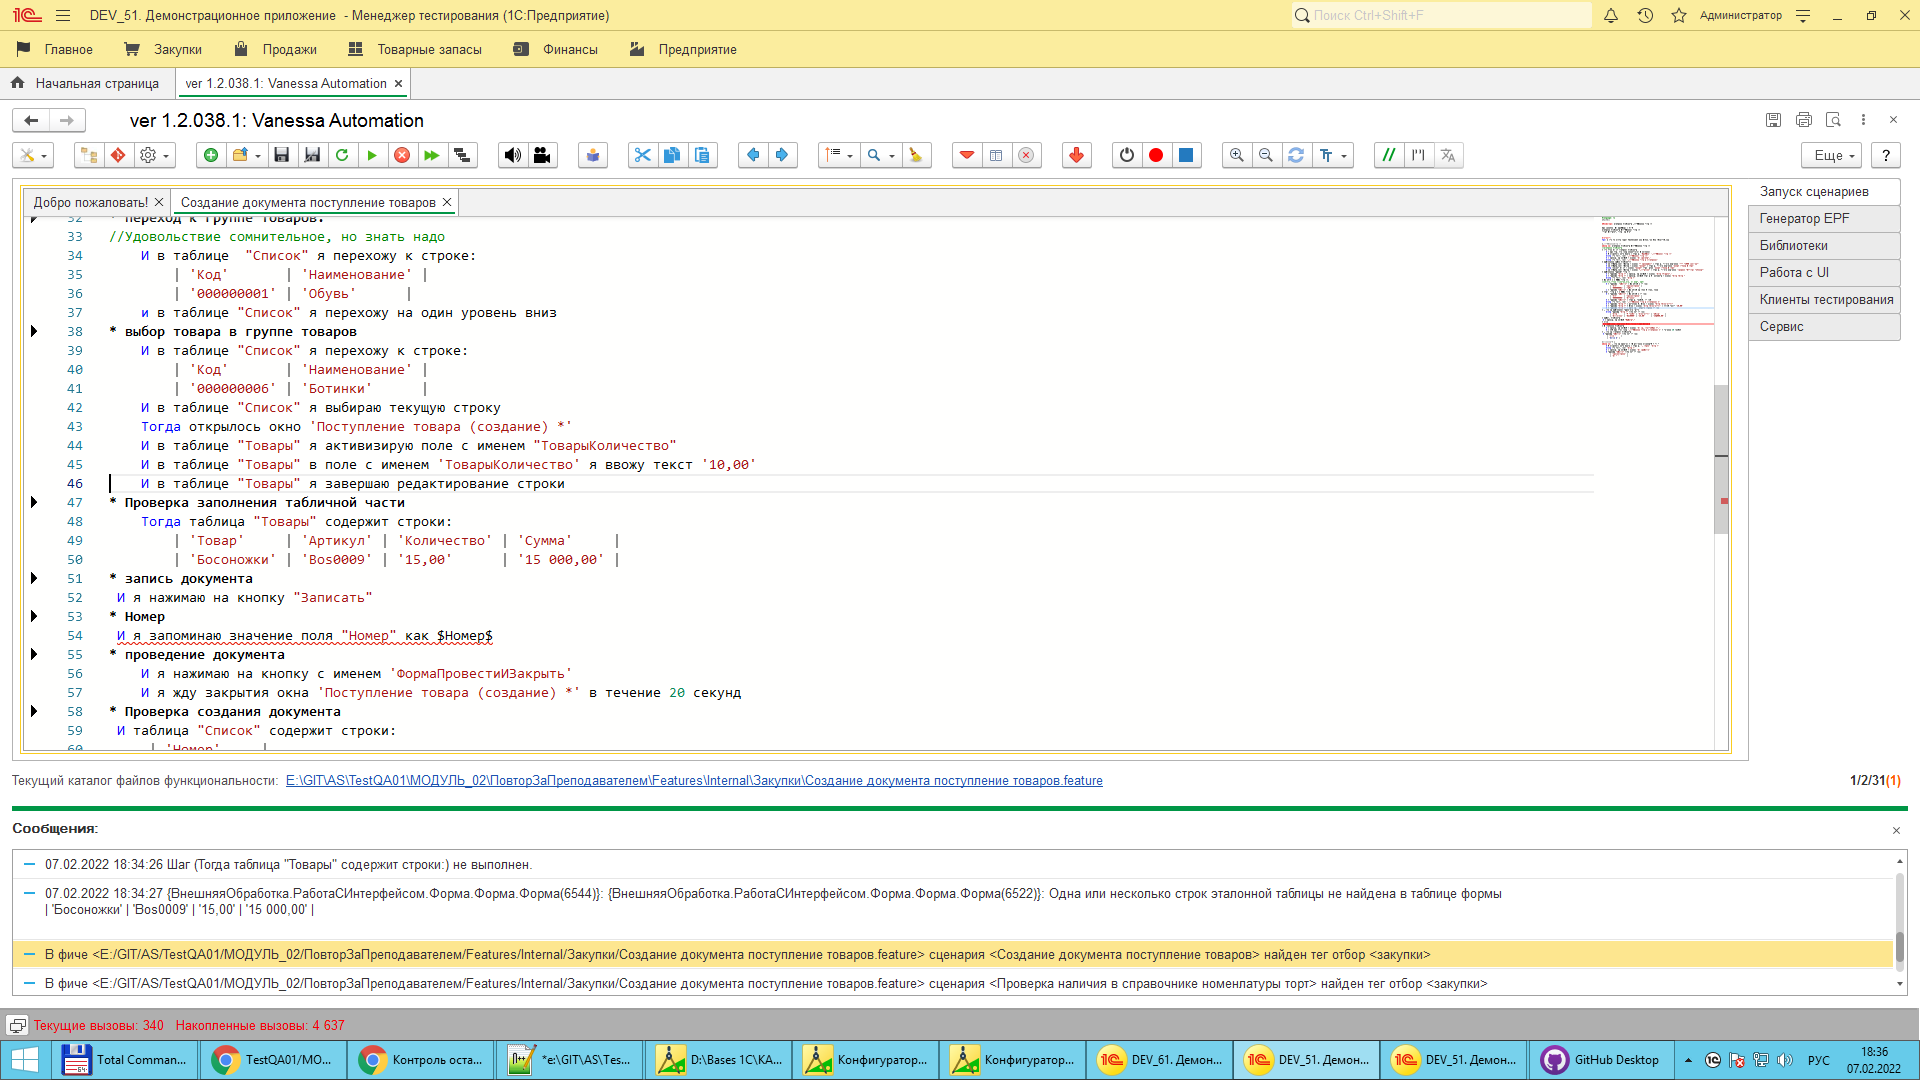 DEV_51. Демонстрационное приложение - Менеджер тестирования (1С:Предприятие)
Поиск Ctrl+Shift+F
Администратор
Главное
Закупки
Продажи
Товарные запасы
Финансы
Предприятие
Начальная страница
ver 1.2.038.1: Vanessa Automation ×
ver 1.2.038.1: Vanessa Automation
Еще
?
Добро пожаловать! ×
Создание документа поступление товаров ×
32 * переход к группе товаров.
33 //Удовольствие сомнительное, но знать надо
34 И в таблице "Список" я перехожу к строке:
35 | 'Код' | 'Наименование' |
36 | '000000001' | 'Обувь' |
37 и в таблице "Список" я перехожу на один уровень вниз
38 * выбор товара в группе товаров
39 И в таблице "Список" я перехожу к строке:
40 | 'Код' | 'Наименование' |
41 | '000000006' | 'Ботинки' |
42 И в таблице "Список" я выбираю текущую строку
43 Тогда открылось окно 'Поступление товара (создание) *'
44 И в таблице "Товары" я активизирую поле с именем "ТоварыКоличество"
45 И в таблице "Товары" в поле с именем 'ТоварыКоличество' я ввожу текст '10,00'
46 И в таблице "Товары" я завершаю редактирование строки
47 * Проверка заполнения табличной части
48 Тогда таблица "Товары" содержит строки:
49 | 'Товар' | 'Артикул' | 'Количество' | 'Сумма' |
50 | 'Босоножки' | 'Bos0009' | '15,00' | '15 000,00' |
51 * запись документа
52 И я нажимаю на кнопку "Записать"
53 * Номер
54 И я запоминаю значение поля "Номер" как $Номер$
55 * проведение документа
56 И я нажимаю на кнопку с именем 'ФормаПровестиИЗакрыть'
57 И я жду закрытия окна 'Поступление товара (создание) *' в течение 20 секунд
58 * Проверка создания документа
59 И таблица "Список" содержит строки:
60 | 'Номер' |
Запуск сценариев
Генератор EPF
Библиотеки
Работа с UI
Клиенты тестирования
Сервис
Текущий каталог файлов функциональности: E:\GIT\AS\TestQA01\МОДУЛЬ_02\ПовторЗаПреподавателем\Features\Internal\Закупки\Создание документа поступление товаров.feature
1/2/31(1)
Сообщения:
07.02.2022 18:34:26 Шаг (Тогда таблица "Товары" содержит строки:) не выполнен.
07.02.2022 18:34:27 {ВнешняяОбработка.РаботаСИнтерфейсом.Форма.Форма.Форма(6544)}: {ВнешняяОбработка.РаботаСИнтерфейсом.Форма.Форма.Форма(6522)}: Одна или несколько строк эталонной таблицы не найдена в таблице формы
| 'Босоножки' | 'Bos0009' | '15,00' | '15 000,00' |
В фиче <E:/GIT/AS/TestQA01/МОДУЛЬ_02/ПовторЗаПреподавателем/Features/Internal/Закупки/Создание документа поступление товаров.feature> сценария <Создание документа поступление товаров> найден тег отбор <закупки>
В фиче <E:/GIT/AS/TestQA01/МОДУЛЬ_02/ПовторЗаПреподавателем/Features/Internal/Закупки/Создание документа поступление товаров.feature> сценария <Проверка наличия в справочнике номенлатуры торт> найден тег отбор <закупки>
Текущие вызовы: 340 Накопленные вызовы: 4 637
Total Comman...
TestQA01/МО...
Контроль оста...
*e:\GIT\AS\Tes...
D:\Bases 1C\КА...
Конфигуратор...
Конфигуратор...
DEV_61. Демон...
DEV_51. Демон...
DEV_51. Демон...
GitHub Desktop
РУС
18:36
07.02.2022